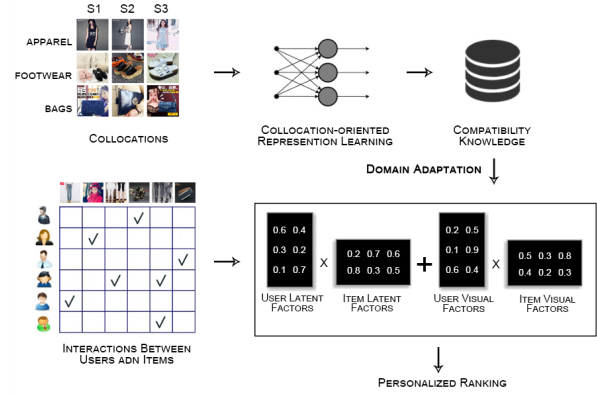 S1 S2 S3
APPAREL
FOOTWEAR
BAGS
COLLOCATIONS
COLLOCATION-ORIENTED
REPRESENTION LEARNING
COMPATIBILITY
KNOWLEDGE
DOMAIN ADAPTATION
0.6 0.4
0.3 0.2
0.1 0.7
X
0.2 0.7 0.6
0.8 0.3 0.5
+
0.2 0.5
0.1 0.9
0.6 0.4
X
0.5 0.3 0.8
0.4 0.2 0.3
USER LATENT
FACTORS
ITEM LATENT
FACTORS
USER VISUAL
FACTORS
ITEM VISUAL
FACTORS
INTERACTIONS BETWEEN
USERS ADN ITEMS
PERSONALIZED RANKING